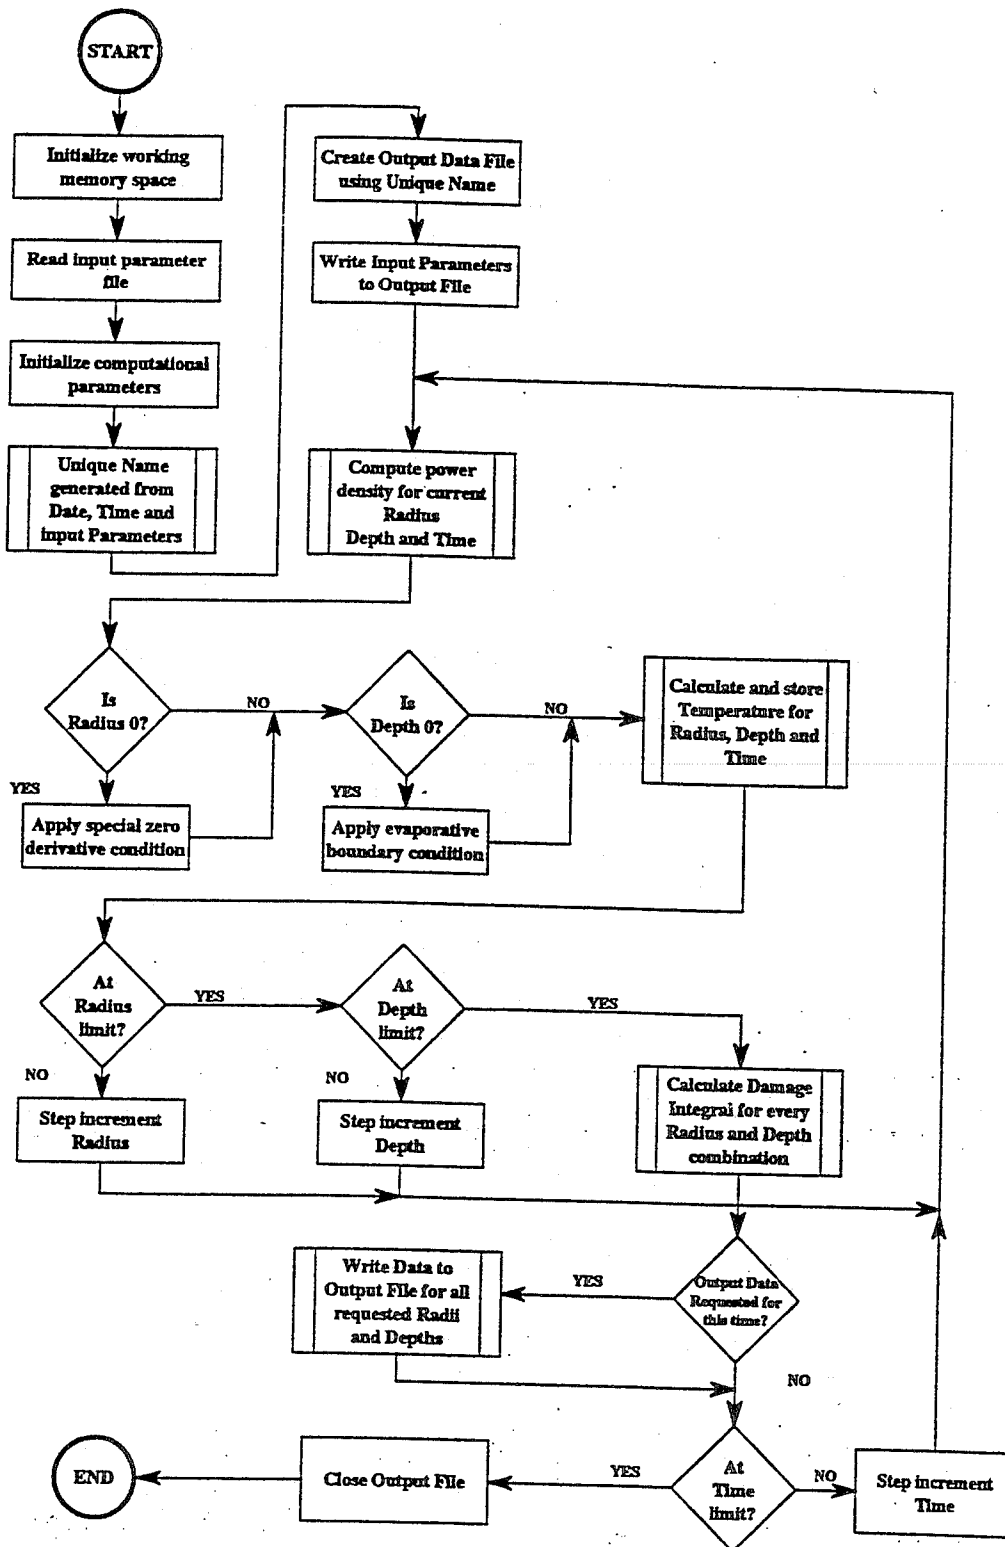 START
Initialize working
memory space
Read input parameter
file
Initialize computational
parameters
Unique Name
generated from
Date, Time and
input Parameters
Create Output Data File
using Unique Name
Write Input Parameters
to Output File
Compute power
density for current
Radius
Depth and Time
Is
Radius 0?
NO
YES
Apply special zero
derivative condition
Is
Depth 0?
NO
YES
Apply evaporative
boundary condition
Calculate and store
Temperature for
Radius, Depth and
Time
At
Radius
limit?
YES
NO
Step increment
Radius
At
Depth
limit?
YES
NO
Step increment
Depth
Calculate Damage
Integral for every
Radius and Depth
combination
Output Data
Requested for
this time?
YES
NO
Write Data to
Output File for all
requested Radii
and Depths
At
Time
limit?
YES
NO
Step increment
Time
Close Output File
END